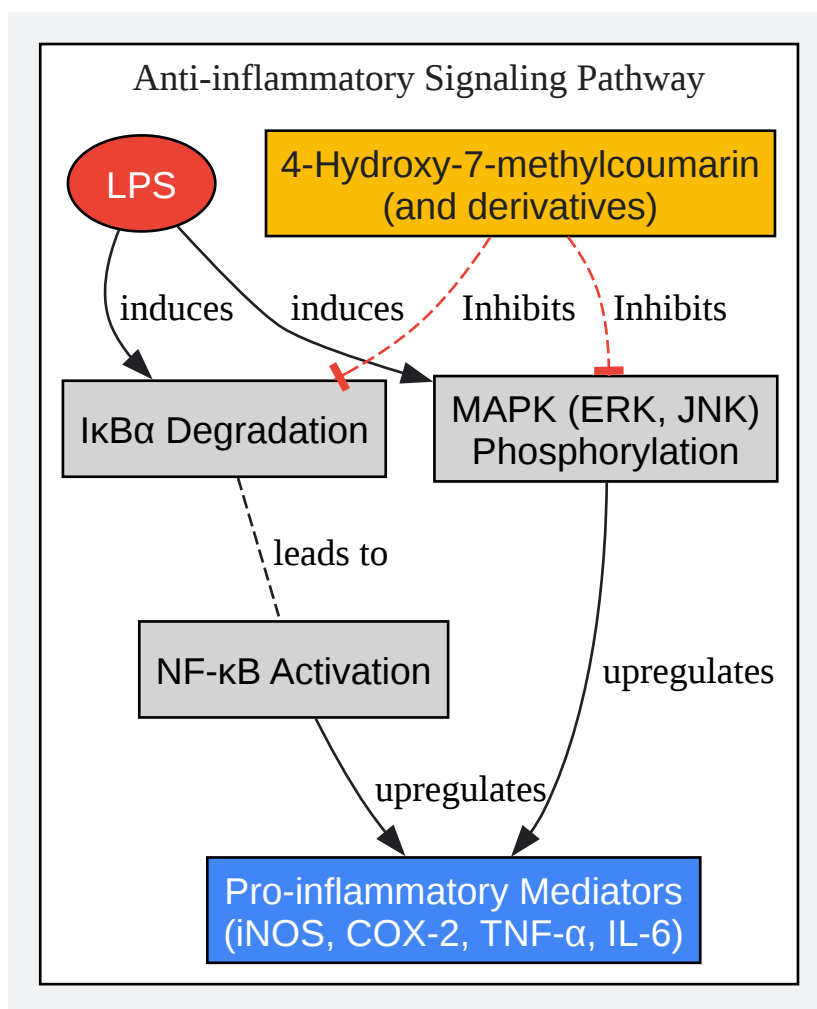 Anti-inflammatory Signaling Pathway
LPS
4-Hydroxy-7-methylcoumarin
(and derivatives)
induces
induces
Inhibits
Inhibits
IκBα Degradation
MAPK (ERK, JNK)
Phosphorylation
leads to
NF-κB Activation
upregulates
upregulates
Pro-inflammatory Mediators
(iNOS, COX-2, TNF-α, IL-6)